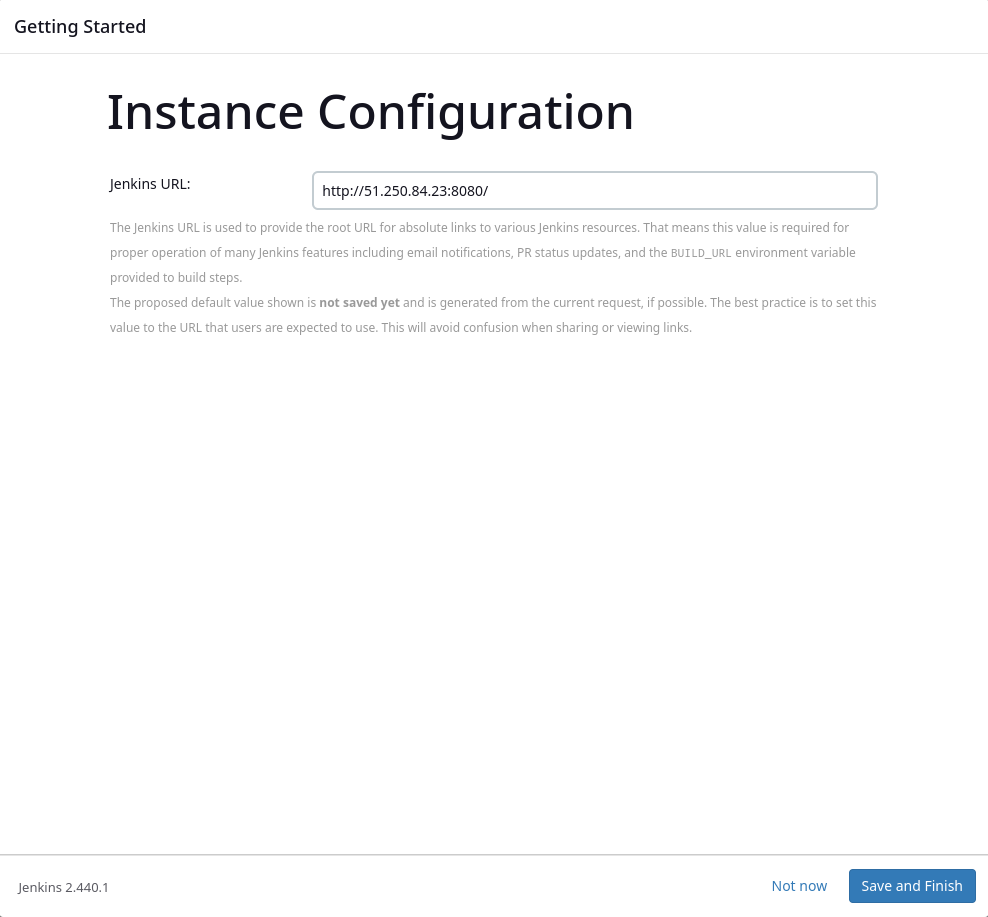 Getting Started
Instance Configuration
Jenkins URL:
http://51.250.84.23:8080/
The Jenkins URL is used to provide the root URL for absolute links to various Jenkins resources. That means this value is required for
proper operation of many Jenkins features including email notifications, PR status updates, and the BUILD_URL environment variable
provided to build steps.
The proposed default value shown is not saved yet and is generated from the current request, if possible. The best practice is to set this
value to the URL that users are expected to use. This will avoid confusion when sharing or viewing links.
Jenkins 2.440.1
Not now
Save and Finish